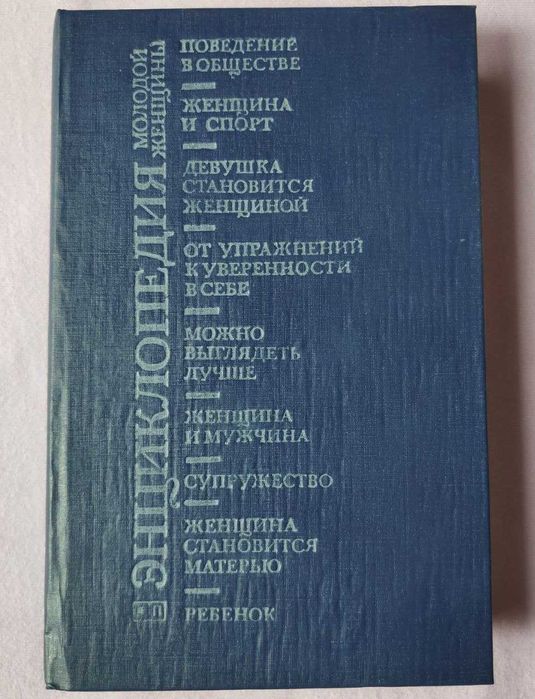 ЭНЦИКЛОПЕДИЯ
МОЛОДОЙ
ЖЕНЩИНЫ
ПОВЕДЕНИЕ
В ОБЩЕСТВЕ
ЖЕНЩИНА
И СПОРТ
ДЕВУШКА
СТАНОВИТСЯ
ЖЕНЩИНОЙ
ОТ УПРАЖНЕНИЙ
К УВЕРЕННОСТИ
В СЕБЕ
МОЖНО
ВЫГЛЯДЕТЬ
ЛУЧШЕ
ЖЕНЩИНА
И МУЖЧИНА
СУПРУЖЕСТВО
ЖЕНЩИНА
СТАНОВИТСЯ
МАТЕРЬЮ
РЕБЕНОК